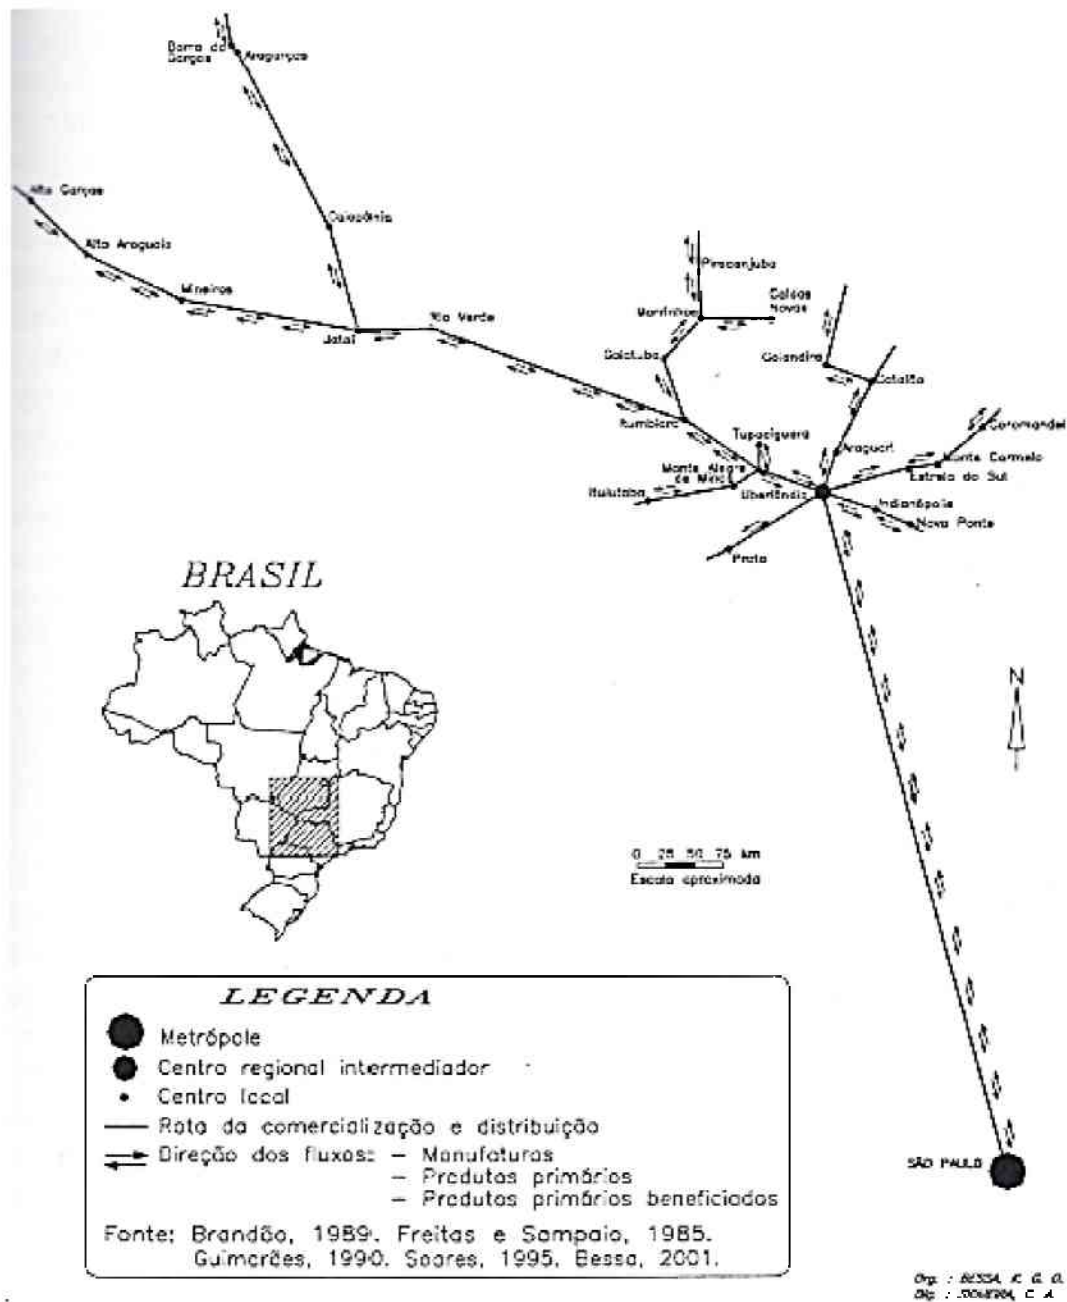 Barra do
Garças
Aragarças
Alto Garças
Caiapônia
Alto Araguaia
Mineiros
Jataí
Rio Verde
Piracanjuba
Caldas
Novas
Morrinhos
Goiatuba
Goiandira
Catalão
Itumbiara
Tupaciguara
Araguari
Coromandel
Monte Carmelo
Estrela do Sul
Monte Alegre
de Minas
Ituiutaba
Uberlândia
Indianópolis
Nova Ponte
Prata
BRASIL
N
0 25 50 75 km
Escala aproximada
SÃO PAULO
LEGENDA
Metrópole
Centro regional intermediador
Centro local
Rota da comercialização e distribuição
Direção dos fluxos: – Manufaturas
– Produtos primários
– Produtos primários beneficiados
Fonte: Brandão, 1989. Freitas e Sampaio, 1985.
Guimarães, 1990. Soares, 1995. Bessa, 2001.
Org. : BESSA, K. G. O.
Dig. : SIQUEIRA, C. A.